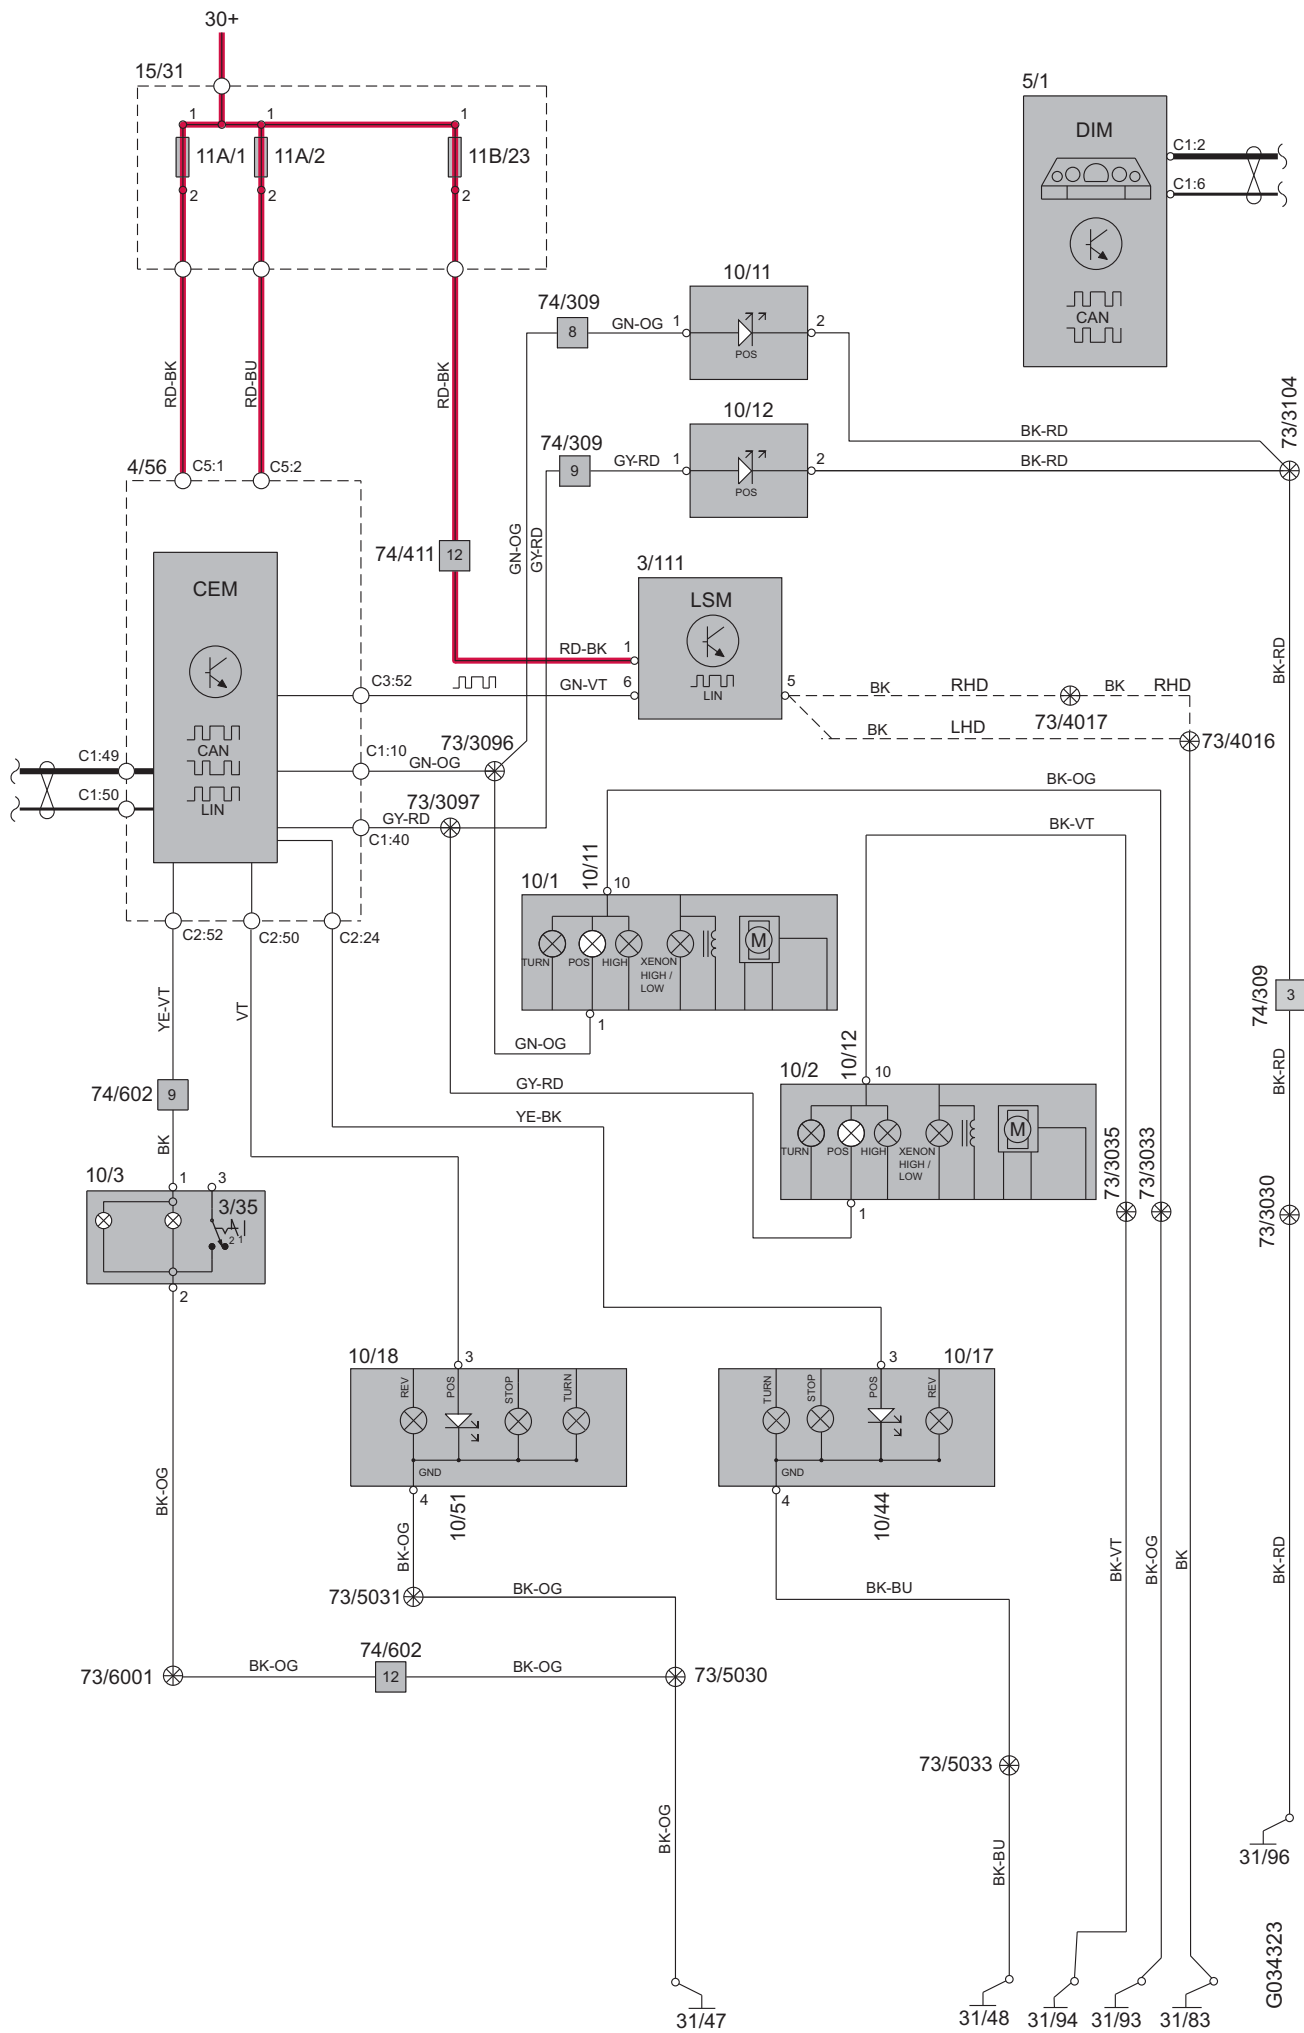 30+
15/31
5/1
1
1
1
DIM
11A/1
11A/2
11B/23
C1:2
2
2
2
C1:6
CAN
10/11
74/309
8
GN-OG
1
2
POS
RD-BK
RD-BU
RD-BK
10/12
73/3104
74/309
9
GY-RD
1
2
POS
BK-RD
BK-RD
4/56
C5:1
C5:2
GN-OG
GY-RD
74/411
12
3/111
CEM
LSM
RD-BK
1
LIN
BK-RD
C3:52
GN-VT
6
5
BK
RHD
BK
RHD
73/4017
BK
LHD
73/4016
CAN
LIN
C1:49
C1:50
C1:10
GN-OG
73/3096
BK-OG
73/3097
GY-RD
C1:40
BK-VT
10/1
10/11
10
TURN
POS
HIGH
XENON
HIGH /
LOW
M
1
GN-OG
C2:52
C2:50
C2:24
YE-VT
VT
74/309
3
BK-RD
10/2
10/12
10
GY-RD
TURN
POS
HIGH
XENON
HIGH /
LOW
M
1
74/602
9
YE-BK
BK
73/3035
73/3033
73/3030
10/3
1
3
3/35
2
1
2
10/18
3
REV
POS
STOP
TURN
GND
4
10/51
3
10/17
TURN
STOP
POS
REV
GND
4
10/44
BK-OG
BK-OG
BK-VT
BK-OG
BK
BK-RD
73/5031
BK-OG
BK-BU
73/6001
BK-OG
74/602
12
BK-OG
73/5030
73/5033
BK-OG
BK-BU
31/96
G034323
31/47
31/48
31/94
31/93
31/83